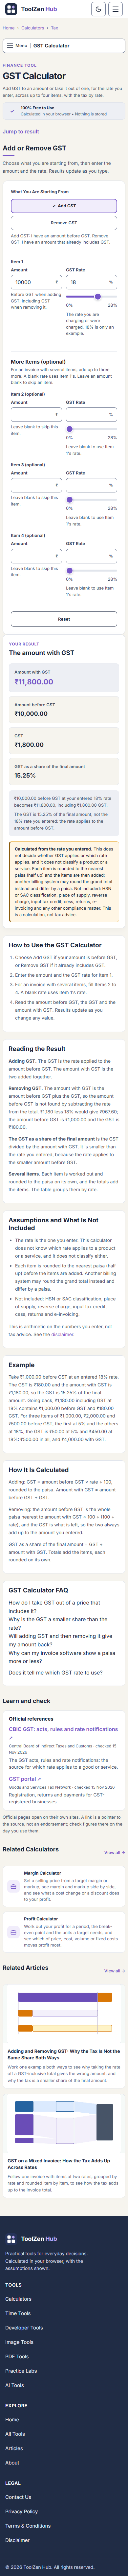 ToolZen Hub
Home › Calculators › Tax
Menu | GST Calculator
FINANCE TOOL
GST Calculator
Add GST to an amount or take it out of one, for the rate you enter, across up to four items, with the tax by rate.
100% Free to Use
Calculated in your browser • Nothing is stored
Jump to result
Add or Remove GST
Choose what you are starting from, then enter the amount and the rate. Results update as you type.
What You Are Starting From
✓ Add GST
Remove GST
Add GST: I have an amount before GST. Remove GST: I have an amount that already includes GST.
Item 1
Amount
10000 ₹
Before GST when adding GST, including GST when removing it.
GST Rate
18 %
0% 28%
The rate you are charging or were charged. 18% is only an example.
More Items (optional)
For an invoice with several items, add up to three more. A blank rate uses Item 1's. Leave an amount blank to skip an item.
Item 2 (optional)
Amount
₹
Leave blank to skip this item.
GST Rate
%
0% 28%
Leave blank to use Item 1's rate.
Item 3 (optional)
Amount
₹
Leave blank to skip this item.
GST Rate
%
0% 28%
Leave blank to use Item 1's rate.
Item 4 (optional)
Amount
₹
Leave blank to skip this item.
GST Rate
%
0% 28%
Leave blank to use Item 1's rate.
Reset
YOUR RESULT
The amount with GST
Amount with GST
₹11,800.00
Amount before GST
₹10,000.00
GST
₹1,800.00
GST as a share of the final amount
15.25%
₹10,000.00 before GST at your entered 18% rate becomes ₹11,800.00, including ₹1,800.00 GST.
The GST is 15.25% of the final amount, not the 18% rate you entered: the rate applies to the amount before GST.
Calculated from the rate you entered. This does not decide whether GST applies or which rate does, and it does not classify a product or a service. Each item is rounded to the nearest paisa on its own, so a line-by-line invoice or an accounting system may round differently and differ by a small amount. Not included: HSN or SAC classification, place of supply, reverse charge, input tax credit, cess, returns, e-invoicing and any other compliance matter. This is a calculation, not tax advice.
How to Use the GST Calculator
1. Choose Add GST if your amount is before GST, or Remove GST if it already includes GST.
2. Enter the amount and the GST rate for Item 1.
3. For an invoice with several items, fill Items 2 to 4. A blank rate uses Item 1's rate.
4. Read the amount before GST, the GST and the amount with GST. Results update as you change any value.
Reading the Result
Adding GST. The GST is the rate applied to the amount before GST. The amount with GST is the two added together.
Removing GST. The amount with GST is the amount before GST plus the GST, so the amount before GST is not found by subtracting the rate from the total. ₹1,180 less 18% would give ₹967.60; the amount before GST is ₹1,000.00 and the GST is ₹180.00.
The GST as a share of the final amount is the GST divided by the amount with GST. It is smaller than the rate you entered, because the rate applies to the smaller amount before GST.
Several items. Each item is worked out and rounded to the paisa on its own, and the totals add the items. The table groups them by rate.
Assumptions and What Is Not Included
• The rate is the one you enter. This calculator does not know which rate applies to a product or a service, and does not classify either.
• Each item is rounded to the nearest paisa (half up) before the items are added. Another method may round the grand total instead and differ by a paisa.
• Not included: HSN or SAC classification, place of supply, reverse charge, input tax credit, cess, returns and e-invoicing.
This is arithmetic on the numbers you enter, not tax advice. See the disclaimer.
Example
Take ₹1,000.00 before GST at an entered 18% rate. The GST is ₹180.00 and the amount with GST is ₹1,180.00, so the GST is 15.25% of the final amount. Going back, ₹1,180.00 including GST at 18% contains ₹1,000.00 before GST and ₹180.00 GST. For three items of ₹1,000.00, ₹2,000.00 and ₹500.00 before GST, the first at 5% and the others at 18%, the GST is ₹50.00 at 5% and ₹450.00 at 18%: ₹500.00 in all, and ₹4,000.00 with GST.
How It Is Calculated
Adding: GST = amount before GST × rate ÷ 100, rounded to the paisa. Amount with GST = amount before GST + GST.
Removing: the amount before GST is the whole paisa nearest to amount with GST × 100 ÷ (100 + rate), and the GST is what is left, so the two always add up to the amount you entered.
GST as a share of the final amount = GST ÷ amount with GST. Totals add the items, each rounded on its own.
GST Calculator FAQ
How do I take GST out of a price that includes it?
Why is the GST a smaller share than the rate?
Will adding GST and then removing it give my amount back?
Why can my invoice software show a paisa more or less?
Does it tell me which GST rate to use?
Learn and check
Official references
CBIC GST: acts, rules and rate notifications ↗
Central Board of Indirect Taxes and Customs · checked 15 Nov 2026
The GST acts, rules and rate notifications: the source for which rate applies to a supply.
GST portal ↗
Goods and Services Tax Network · checked 15 Nov 2026
Registration, returns and payments for GST-registered businesses.
Official pages open on their own sites. A link is a pointer to the source, not an endorsement; check figures there on the day you use them.
Related Calculators
View all →
Margin Calculator
Set a selling price from a target margin or markup, see margin and markup side by side, and see what a cost change or a discount does to your profit.
Profit Calculator
Work out your profit for a period, the break-even point and the units a target needs, and see which of price, cost, volume or fixed costs moves profit most.
Related Articles
View all →
Adding and Removing GST: Why the Tax Is Not the Same Share Both Ways
Work one example both ways to see why taking the rate off a GST-inclusive total does not find the amount, and why the tax is a smaller share of the final amount.
GST on a Mixed Invoice: How the Tax Adds Up Across Rates
Follow one invoice with items at two rates, grouped by rate into one tax total, and learn to see how the tax adds up behind the total.
ToolZen Hub
Practical tools for everyday decisions. Calculated in your browser, with the assumptions shown.
TOOLS
Calculators
Time Tools
Developer Tools
Image Tools
PDF Tools
Practice Labs
AI Tools
EXPLORE
Home
All Tools
Articles
About
LEGAL
Contact Us
Privacy Policy
Terms & Conditions
Disclaimer
© 2026 ToolZen Hub. All rights reserved.